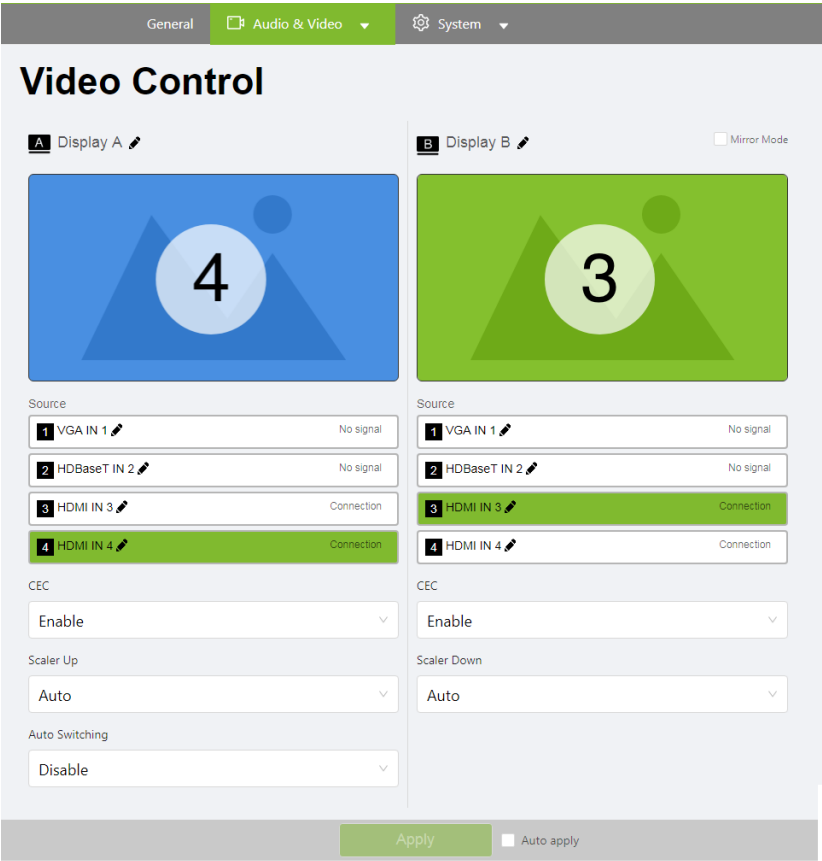 General Audio & Video System
Video Control
A Display A
4
Source
1 VGA IN 1 No signal
2 HDBaseT IN 2 No signal
3 HDMI IN 3 Connection
4 HDMI IN 4 Connection
CEC
Enable
Scaler Up
Auto
Auto Switching
Disable
B Display B Mirror Mode
3
Source
1 VGA IN 1 No signal
2 HDBaseT IN 2 No signal
3 HDMI IN 3 Connection
4 HDMI IN 4 Connection
CEC
Enable
Scaler Down
Auto
Apply Auto apply